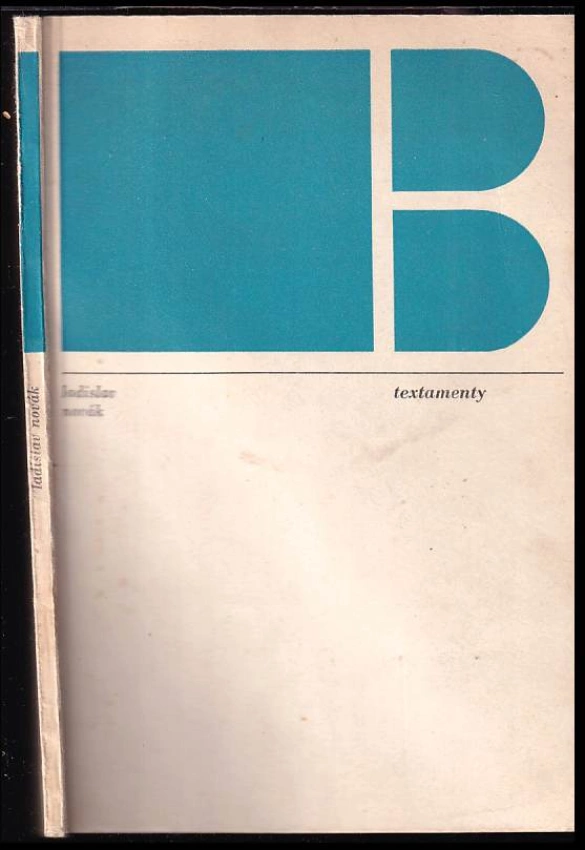 B
ladislav
novák
textamenty
ladislav novák